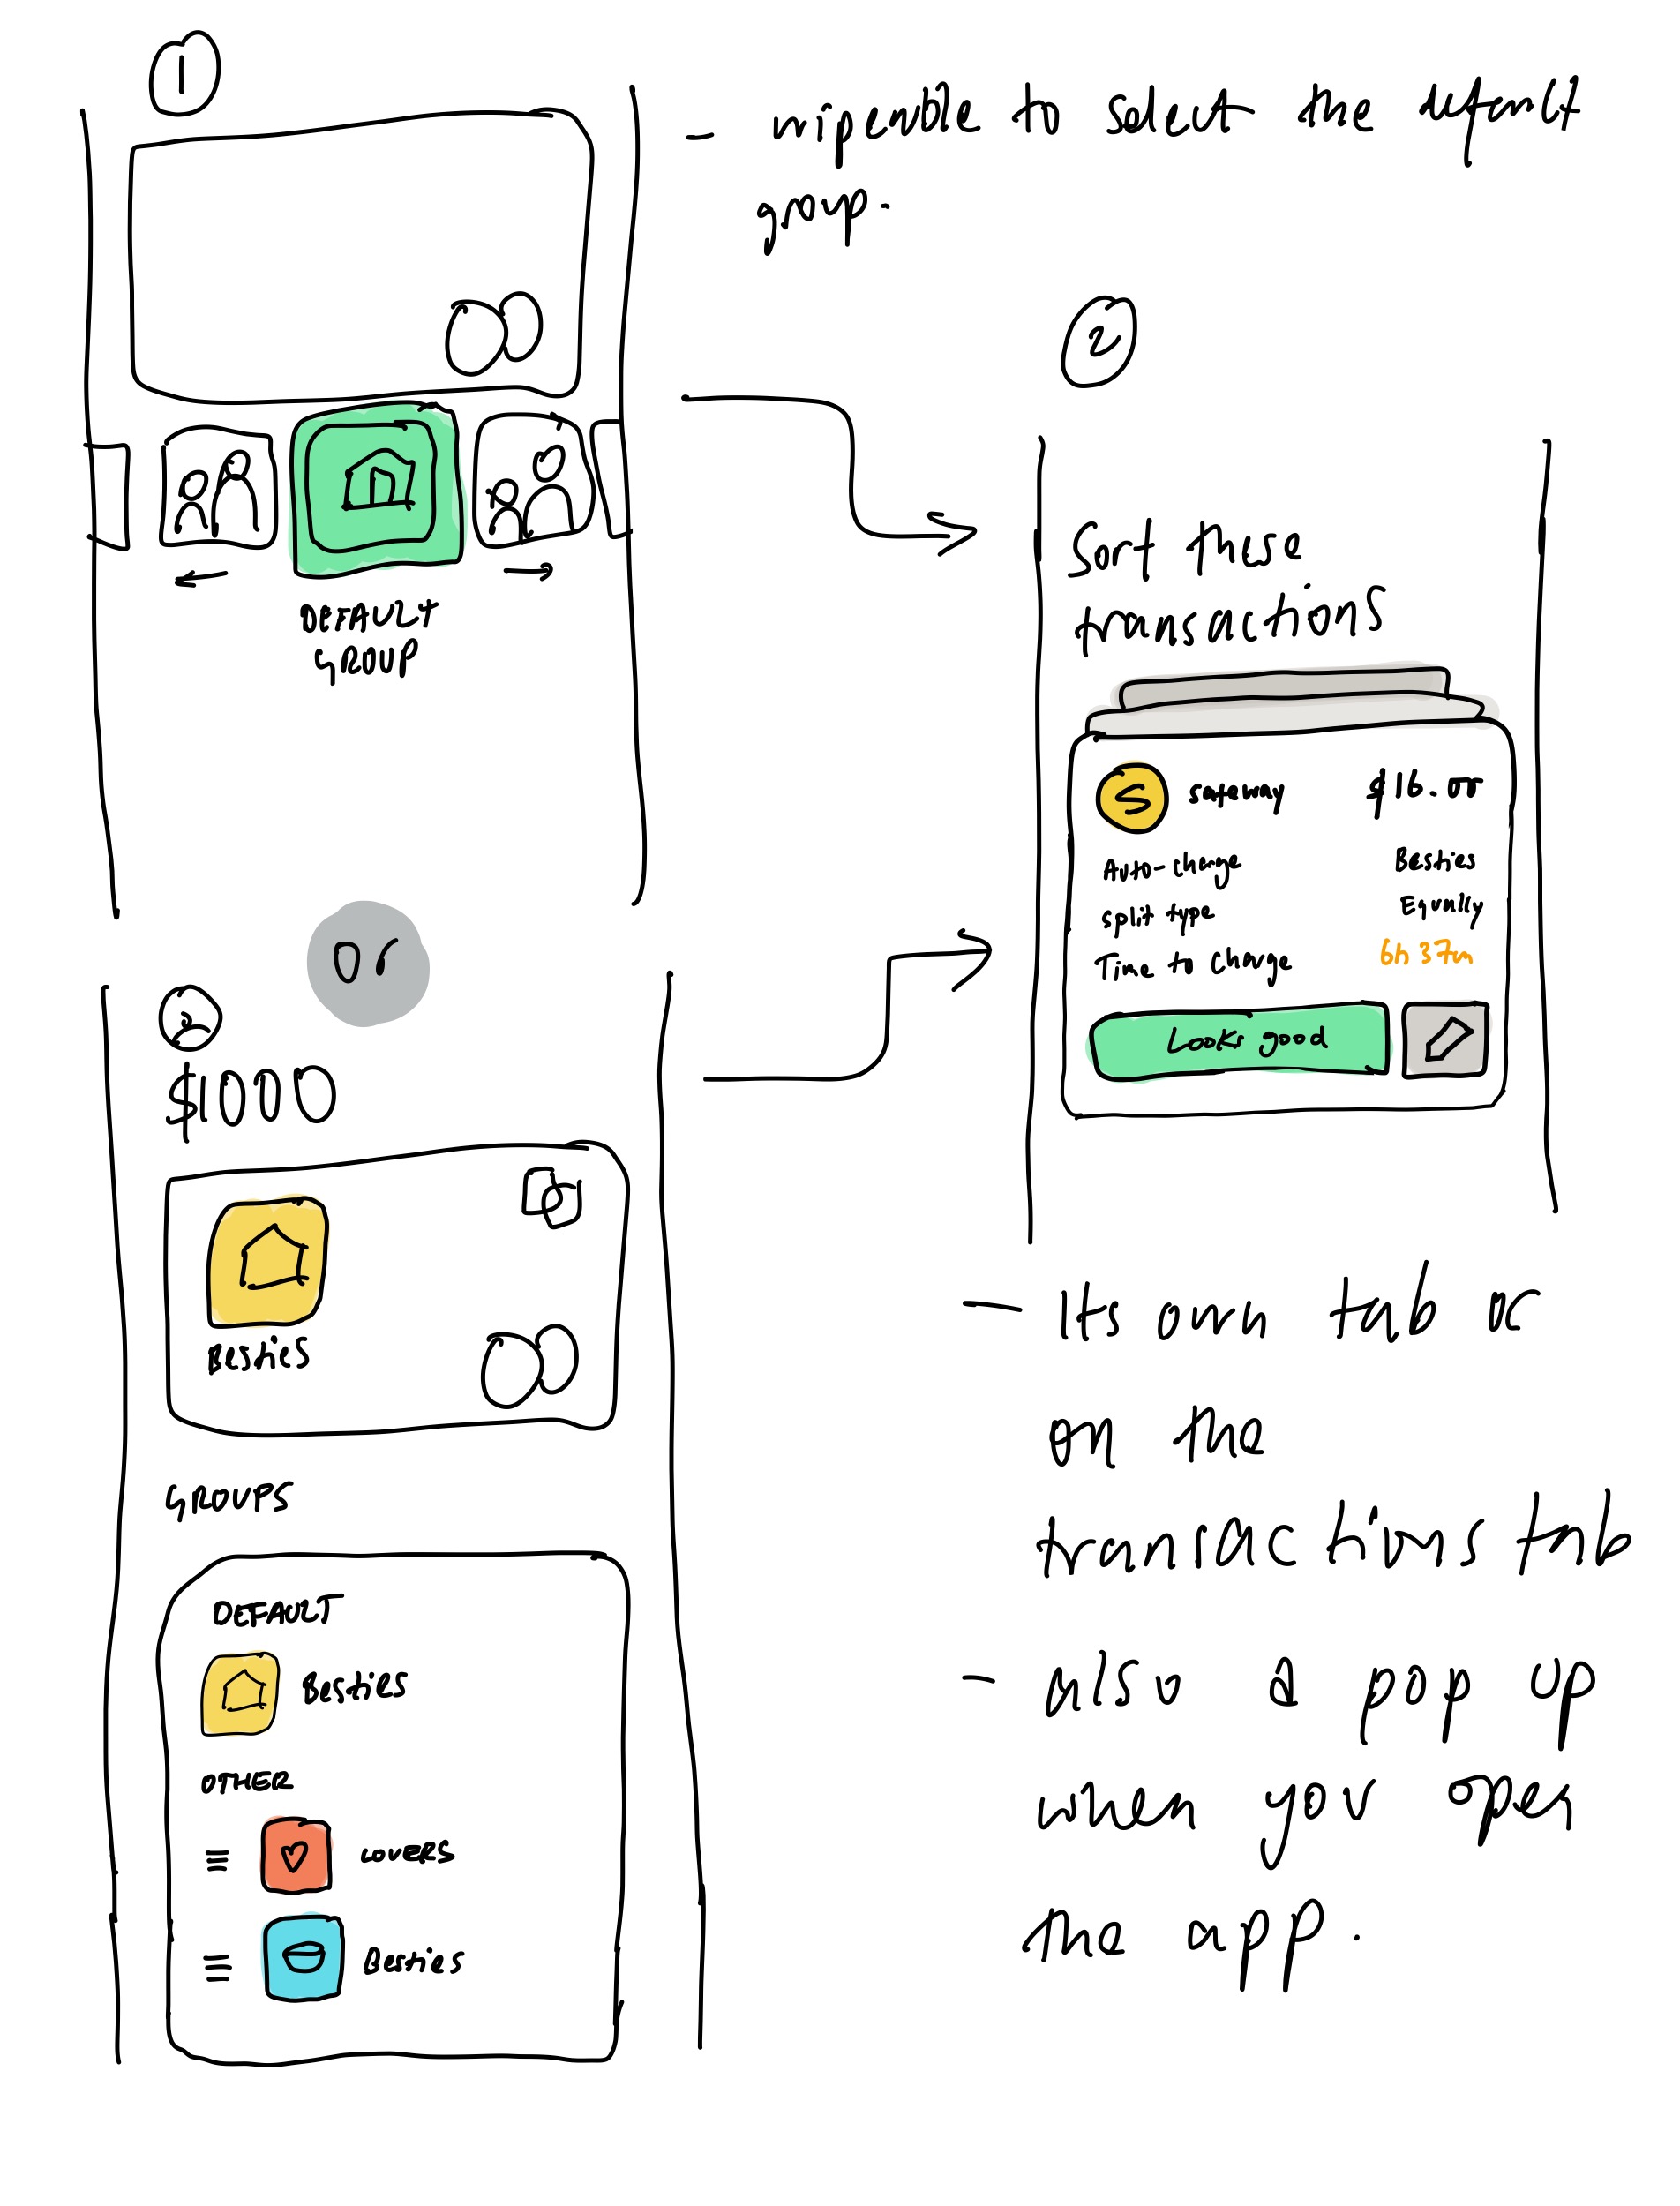 1
- swipeable to select the default
group.
DEFAULT
GROUP
2
Sort these
transactions
S safeway $16.00
Auto-charge Besties
split type Equally
Time to charge 6h 37m
Looks good
Or
$1000
Besties
GROUPS
DEFAULT
Besties
OTHER
LOVERS
Besties
- Its own tab or
on the
transactions tab
- also a pop up
when you open
the app.